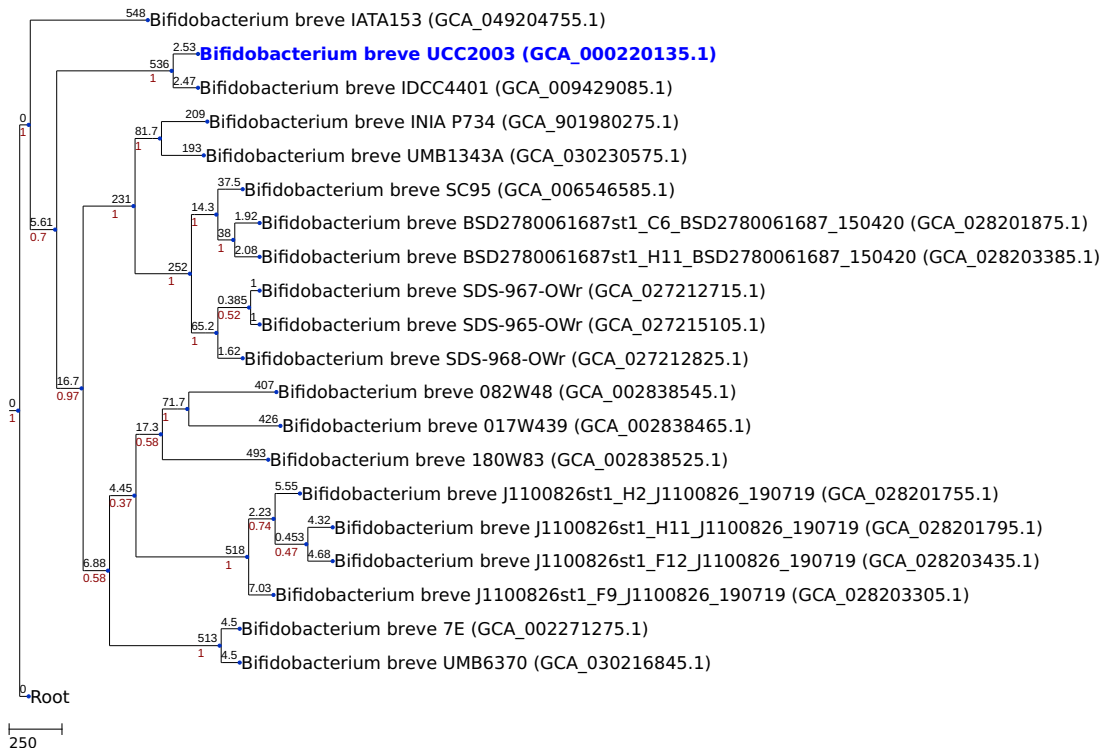 548 Bifidobacterium breve IATA153 (GCA_049204755.1)
2.53 Bifidobacterium breve UCC2003 (GCA_000220135.1)
536
1
2.47 Bifidobacterium breve IDCC4401 (GCA_009429085.1)
0
1
209 Bifidobacterium breve INIA P734 (GCA_901980275.1)
81.7
1
193 Bifidobacterium breve UMB1343A (GCA_030230575.1)
37.5 Bifidobacterium breve SC95 (GCA_006546585.1)
231
1
14.3
1
1.92 Bifidobacterium breve BSD2780061687st1_C6_BSD2780061687_150420 (GCA_028201875.1)
5.61
0.7
38
1
2.08 Bifidobacterium breve BSD2780061687st1_H11_BSD2780061687_150420 (GCA_028203385.1)
252
1
1 Bifidobacterium breve SDS-967-OWr (GCA_027212715.1)
0.385
0.52
1 Bifidobacterium breve SDS-965-OWr (GCA_027215105.1)
65.2
1
1.62 Bifidobacterium breve SDS-968-OWr (GCA_027212825.1)
16.7
0.97
407 Bifidobacterium breve 082W48 (GCA_002838545.1)
0
1
71.7
1
426 Bifidobacterium breve 017W439 (GCA_002838465.1)
17.3
0.58
493 Bifidobacterium breve 180W83 (GCA_002838525.1)
5.55 Bifidobacterium breve J1100826st1_H2_J1100826_190719 (GCA_028201755.1)
4.45
0.37
2.23
0.74
4.32 Bifidobacterium breve J1100826st1_H11_J1100826_190719 (GCA_028201795.1)
0.453
0.47
4.68 Bifidobacterium breve J1100826st1_F12_J1100826_190719 (GCA_028203435.1)
518
1
6.88
0.58
7.03 Bifidobacterium breve J1100826st1_F9_J1100826_190719 (GCA_028203305.1)
4.5 Bifidobacterium breve 7E (GCA_002271275.1)
513
1
4.5 Bifidobacterium breve UMB6370 (GCA_030216845.1)
0 Root
250